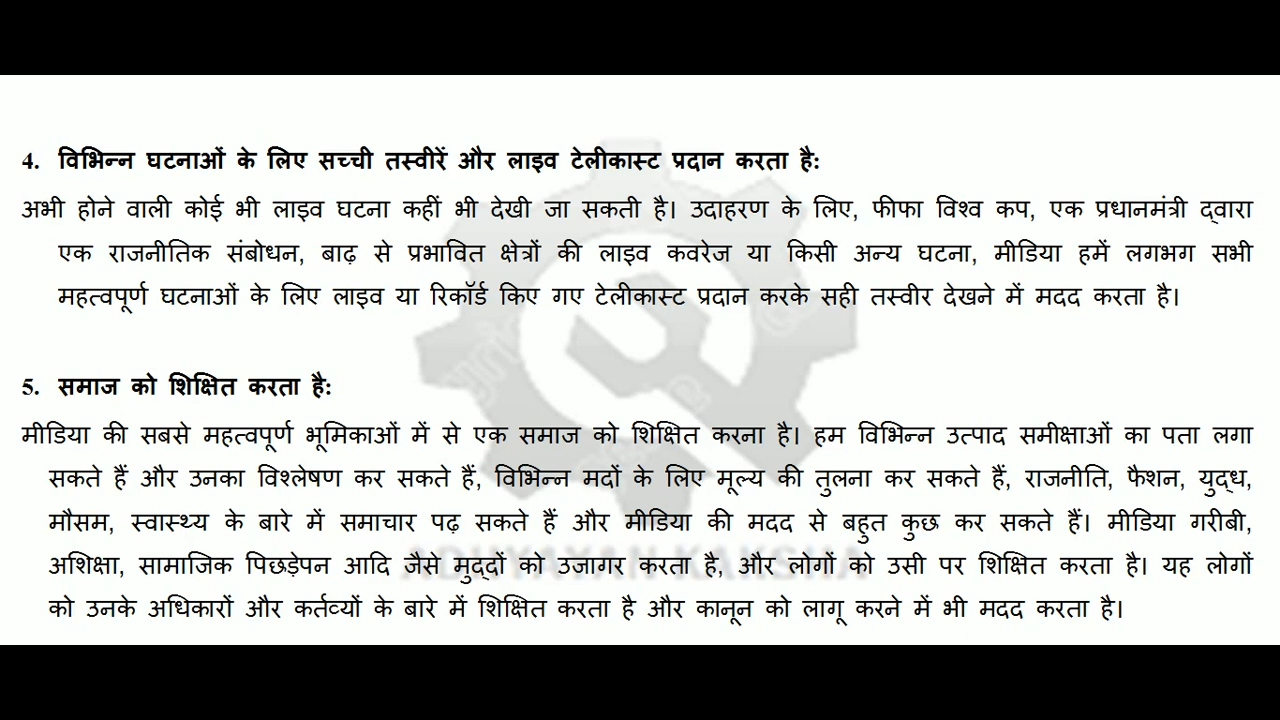 4. विभिन्न घटनाओं के लिए सच्ची तस्वीरें और लाइव टेलीकास्ट प्रदान करता है:
अभी होने वाली कोई भी लाइव घटना कहीं भी देखी जा सकती है। उदाहरण के लिए, फीफा विश्व कप, एक प्रधानमंत्री द्वारा
एक राजनीतिक संबोधन, बाढ़ से प्रभावित क्षेत्रों की लाइव कवरेज या किसी अन्य घटना, मीडिया हमें लगभग सभी
महत्वपूर्ण घटनाओं के लिए लाइव या रिकॉर्ड किए गए टेलीकास्ट प्रदान करके सही तस्वीर देखने में मदद करता है।
5. समाज को शिक्षित करता है:
मीडिया की सबसे महत्वपूर्ण भूमिकाओं में से एक समाज को शिक्षित करना है। हम विभिन्न उत्पाद समीक्षाओं का पता लगा
सकते हैं और उनका विश्लेषण कर सकते हैं, विभिन्न मदों के लिए मूल्य की तुलना कर सकते हैं, राजनीति, फैशन, युद्ध,
मौसम, स्वास्थ्य के बारे में समाचार पढ़ सकते हैं और मीडिया की मदद से बहुत कुछ कर सकते हैं। मीडिया गरीबी,
अशिक्षा, सामाजिक पिछड़ेपन आदि जैसे मुद्दों को उजागर करता है, और लोगों को उसी पर शिक्षित करता है। यह लोगों
को उनके अधिकारों और कर्तव्यों के बारे में शिक्षित करता है और कानून को लागू करने में भी मदद करता है।
ADHYAYAN KAKSHA